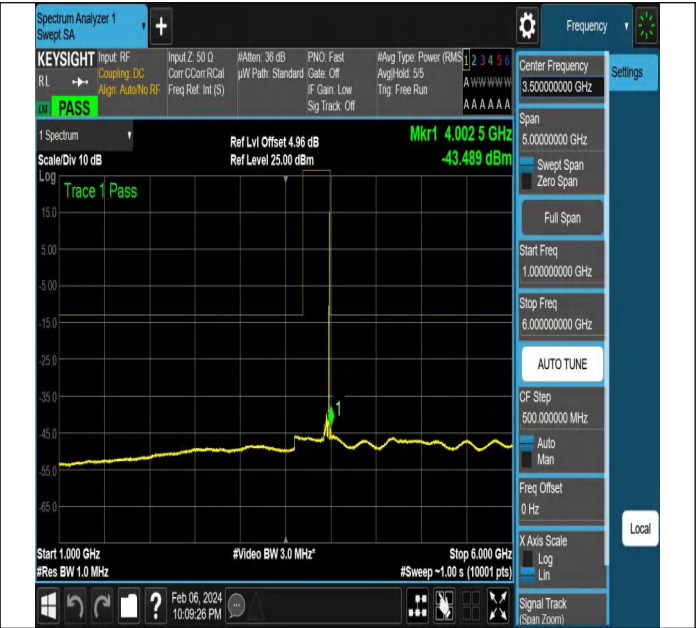 Spectrum Analyzer 1
Swept SA
Frequency
KEYSIGHT
RL
PASS
Input: RF
Coupling: DC
Align: Auto/No RF
Input Z: 50 Ω
Corr CCorr RCal
Freq Ref: Int (S)
#Atten: 36 dB
µW Path: Standard
PNO: Fast
Gate: Off
IF Gain: Low
Sig Track: Off
#Avg Type: Power (RMS
Avg|Hold: 5/5
Trig: Free Run
1 2 3 4 5 6
A W W W W W
A A A A A A
1 Spectrum
Scale/Div 10 dB
Ref Lvl Offset 4.96 dB
Ref Level 25.00 dBm
Mkr1 4.002 5 GHz
-43.489 dBm
Log
Trace 1 Pass
15.0
5.00
-5.00
-15.0
-25.0
-35.0
-45.0
-55.0
-65.0
1
Start 1.000 GHz
#Res BW 1.0 MHz
#Video BW 3.0 MHz*
Stop 6.000 GHz
#Sweep ~1.00 s (10001 pts)
Feb 06, 2024
10:09:26 PM
Center Frequency
3.500000000 GHz
Settings
Span
5.00000000 GHz
Swept Span
Zero Span
Full Span
Start Freq
1.000000000 GHz
Stop Freq
6.000000000 GHz
AUTO TUNE
CF Step
500.000000 MHz
Auto
Man
Freq Offset
0 Hz
X Axis Scale
Log
Lin
Local
Signal Track
(Span Zoom)